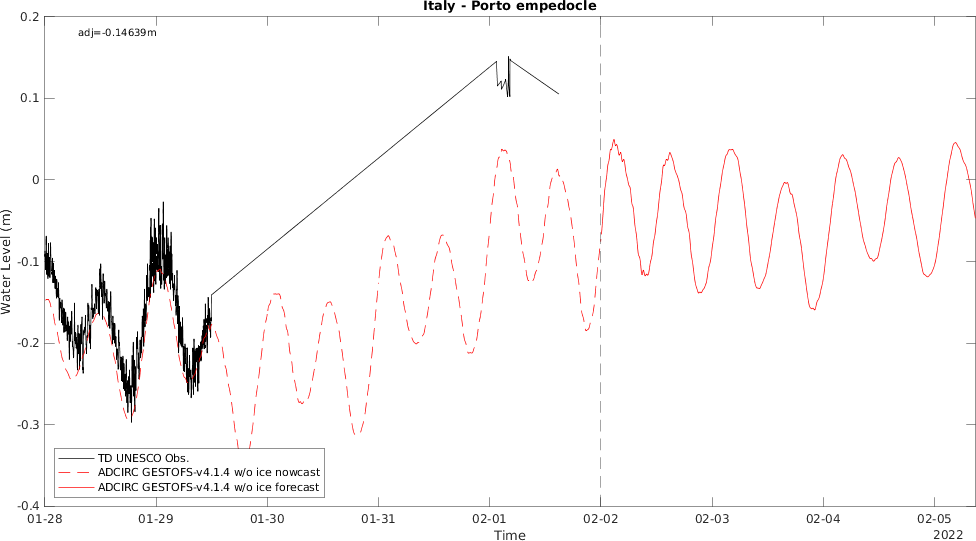 Italy - Porto empedocle
adj=-0.14639m
0.2
0.1
0
-0.1
-0.2
-0.3
-0.4
Water Level (m)
TD UNESCO Obs.
ADCIRC GESTOFS-v4.1.4 w/o ice nowcast
ADCIRC GESTOFS-v4.1.4 w/o ice forecast
01-28 01-29 01-30 01-31 02-01 02-02 02-03 02-04 02-05
Time
2022